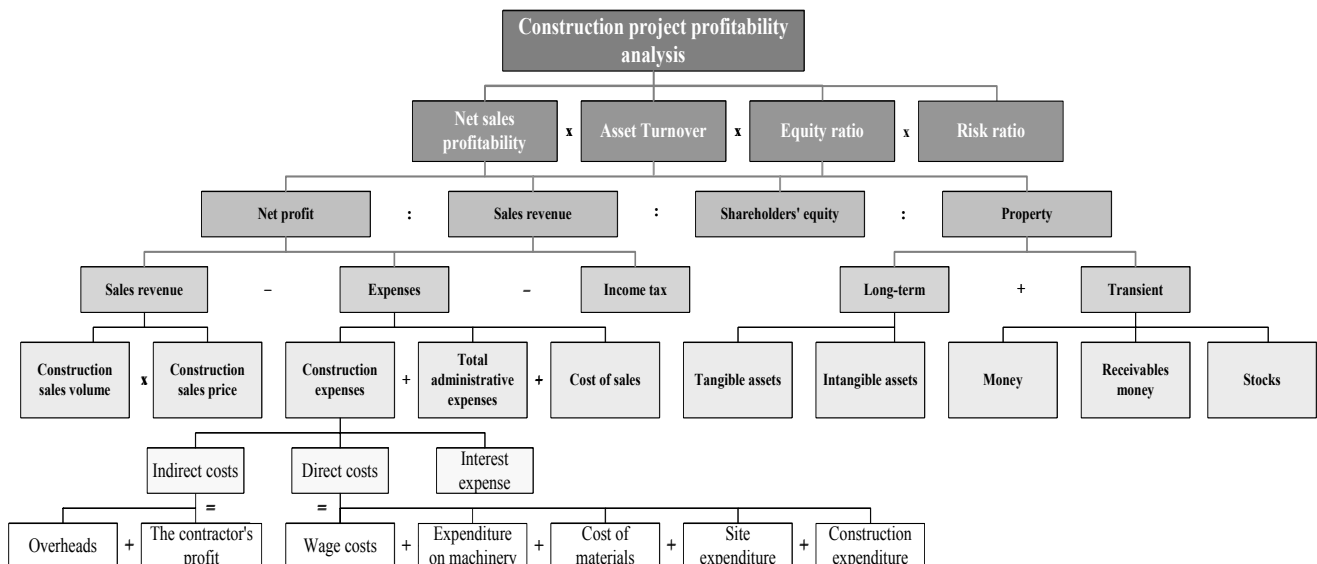 Construction project profitability
analysis
Net sales
profitability
x
Asset Turnover
x
Equity ratio
x
Risk ratio
Net profit
:
Sales revenue
:
Shareholders' equity
:
Property
Sales revenue
–
Expenses
–
Income tax
Long-term
+
Transient
Construction
sales volume
x
Construction
sales price
Construction
expenses
+
Total
administrative
expenses
+
Cost of sales
Tangible assets
Intangible assets
Money
Receivables
money
Stocks
Indirect costs
Direct costs
Interest
expense
=
=
Overheads
+
The contractor's
profit
Wage costs
+
Expenditure
on machinery
+
Cost of
materials
+
Site
expenditure
+
Construction
expenditure